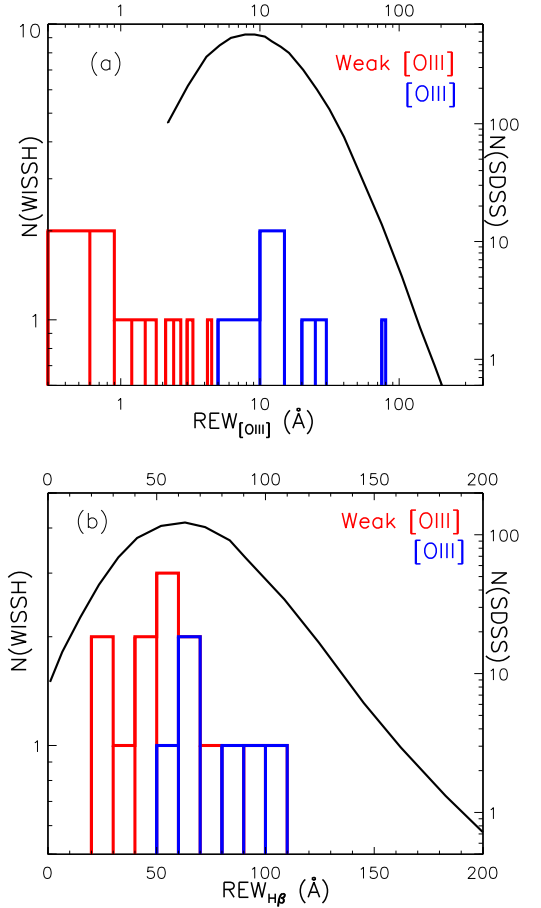 1 10 100
10
(a)
Weak [OIII]
[OIII]
N(WISSH)
N(SDSS)
100
10
1
1
1 10 100
REW[OIII] (Å)
0 50 100 150 200
(b)
Weak [OIII]
[OIII]
N(WISSH)
N(SDSS)
100
10
1
1
0 50 100 150 200
REWHβ (Å)